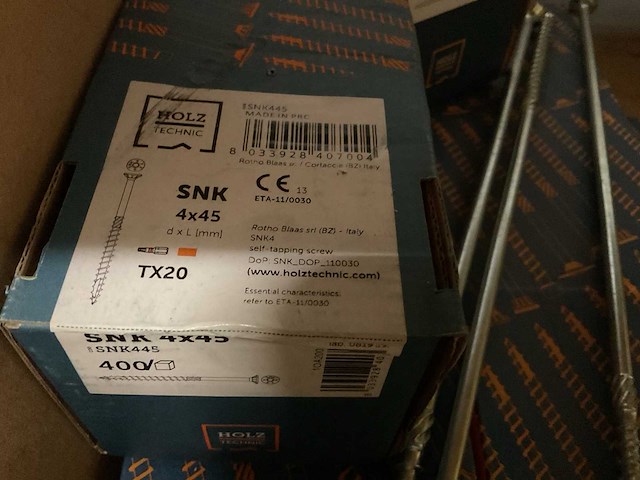 HOLZ
TECHNIC
SNK445
MADE IN PRC
8 033928 407004
Rotho Blaas srl / Cortaccia (BZ) Italy
SNK
4x45
d x L [mm]
TX20
CE 13
ETA-11/0030
Rotho Blaas srl (BZ) - Italy
SNK4
self-tapping screw
DoP: SNK_DOP_110030
(www.holztechnic.com)
Essential characteristics:
refer to ETA-11/0030
SNK 4x45
SNK445
400/
HOLZ
TECHNIC